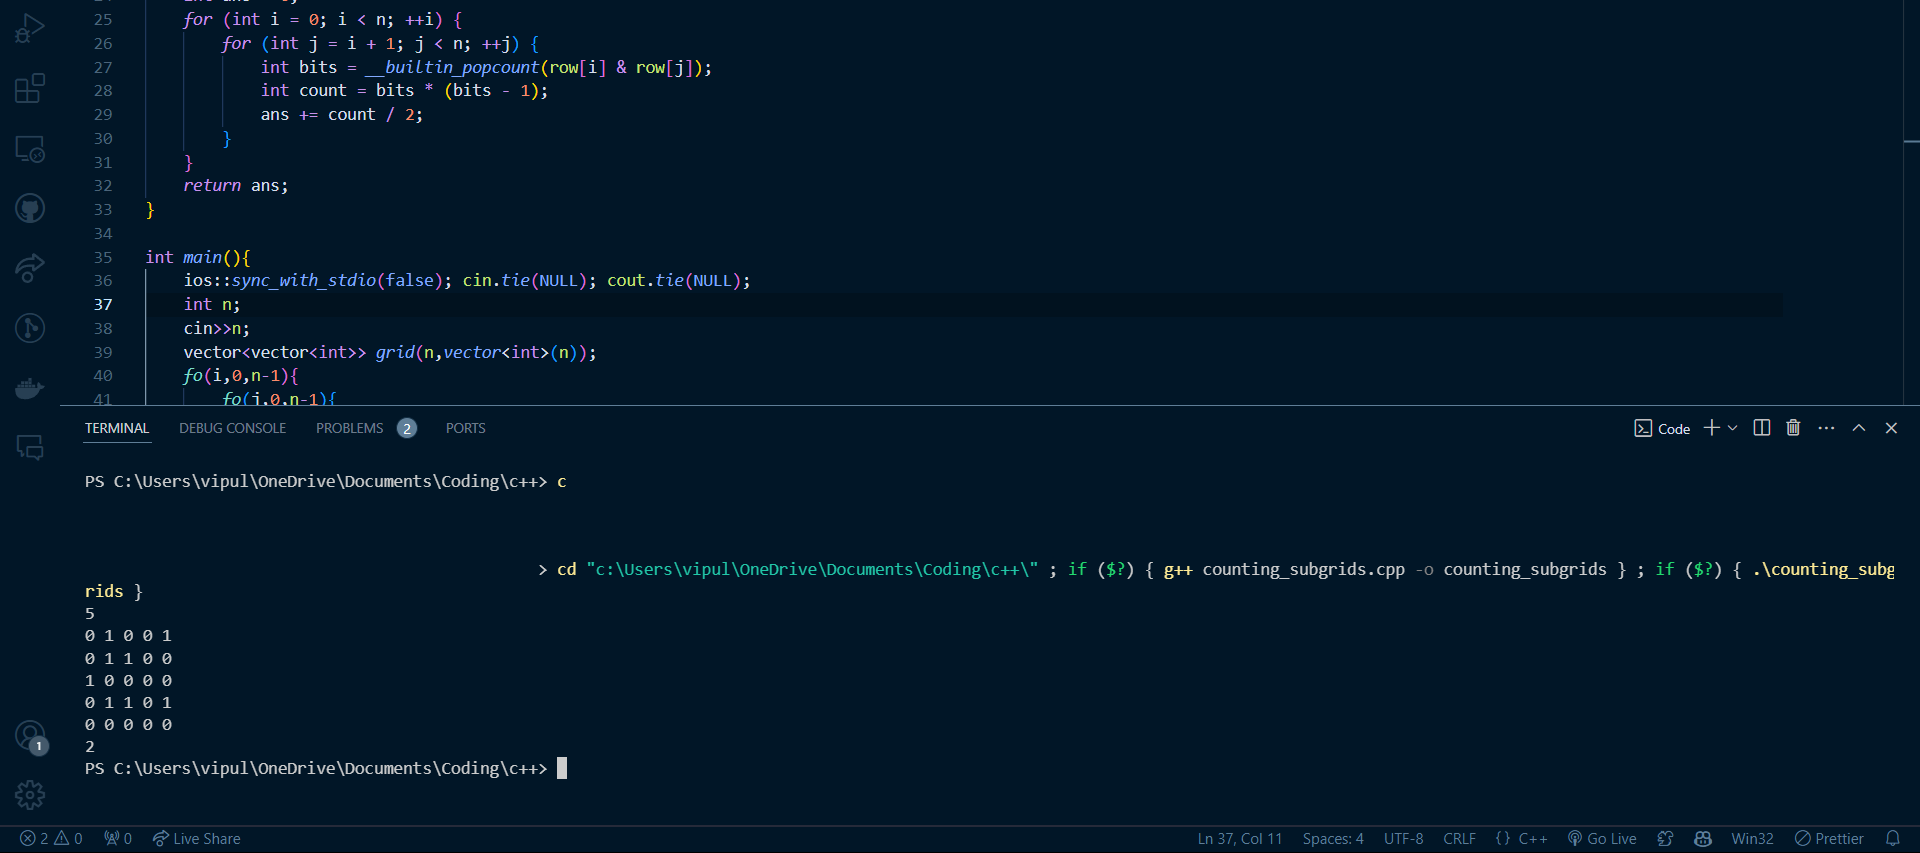 25 for (int i = 0; i < n; ++i) {
26 for (int j = i + 1; j < n; ++j) {
27 int bits = __builtin_popcount(row[i] & row[j]);
28 int count = bits * (bits - 1);
29 ans += count / 2;
30 }
31 }
32 return ans;
33 }
34
35 int main(){
36 ios::sync_with_stdio(false); cin.tie(NULL); cout.tie(NULL);
37 int n;
38 cin>>n;
39 vector<vector<int>> grid(n,vector<int>(n));
40 fo(i,0,n-1){
41 fo(j,0,n-1){
TERMINAL DEBUG CONSOLE PROBLEMS 2 PORTS Code
PS C:\Users\vipul\OneDrive\Documents\Coding\c++> c
> cd "c:\Users\vipul\OneDrive\Documents\Coding\c++\" ; if ($?) { g++ counting_subgrids.cpp -o counting_subgrids } ; if ($?) { .\counting_subg
rids }
5
0 1 0 0 1
0 1 1 0 0
1 0 0 0 0
0 1 1 0 1
0 0 0 0 0
2
PS C:\Users\vipul\OneDrive\Documents\Coding\c++>
1
2 0 0 Live Share Ln 37, Col 11 Spaces: 4 UTF-8 CRLF {} C++ Go Live Win32 Prettier